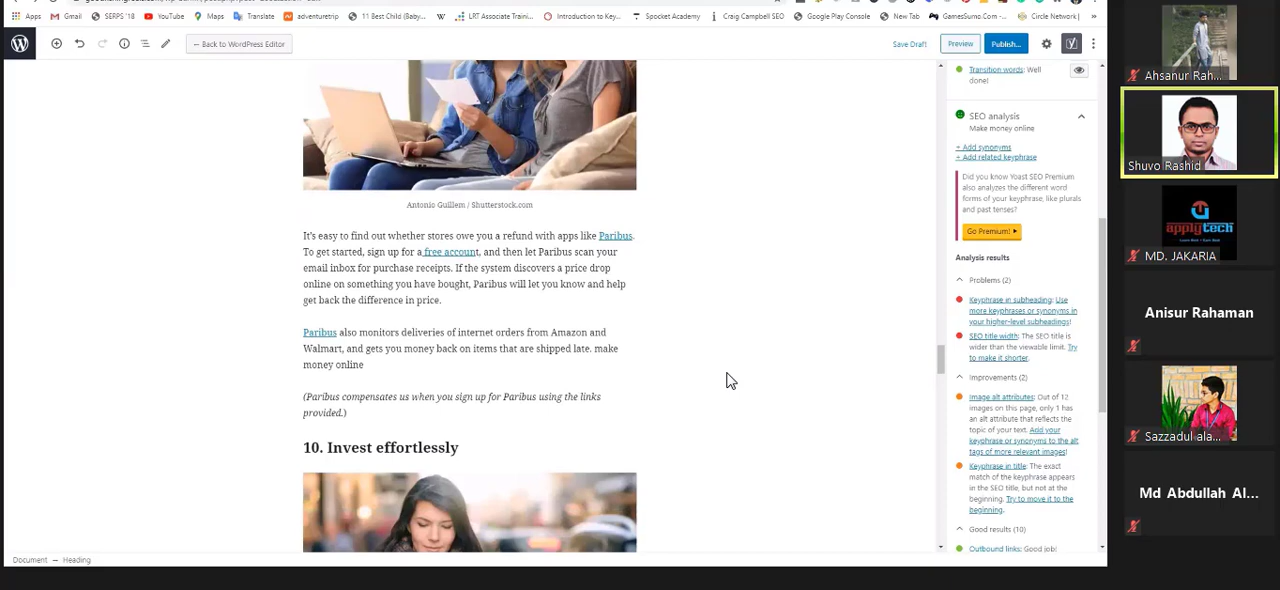 Apps
Gmail
SERPS '18
YouTube
Maps
Translate
adventuretrip
11 Best Child (Baby...
LRT Associate Traini...
Introduction to Key...
Spocket Academy
Craig Campbell SEO
Google Play Console
New Tab
GamesSumo.Com -...
Circle Network |
»
← Back to WordPress Editor
Save Draft
Preview
Publish...
Antonio Guillem / Shutterstock.com
It's easy to find out whether stores owe you a refund with apps like Paribus.
To get started, sign up for a free account, and then let Paribus scan your
email inbox for purchase receipts. If the system discovers a price drop
online on something you have bought, Paribus will let you know and help
get back the difference in price.
Paribus also monitors deliveries of internet orders from Amazon and
Walmart, and gets you money back on items that are shipped late. make
money online
(Paribus compensates us when you sign up for Paribus using the links
provided.)
10. Invest effortlessly
Document — Heading
Transition words: Well
done!
SEO analysis
Make money online
+ Add synonyms
+ Add related keyphrase
Did you know Yoast SEO Premium
also analyzes the different word
forms of your keyphrase, like plurals
and past tenses?
Go Premium!
Analysis results
Problems (2)
Keyphrase in subheading: Use
more keyphrases or synonyms in
your higher-level subheadings!
SEO title width: The SEO title is
wider than the viewable limit. Try
to make it shorter.
Improvements (2)
Image alt attributes: Out of 12
images on this page, only 1 has
an alt attribute that reflects the
topic of your text. Add your
keyphrase or synonyms to the alt
tags of more relevant images!
Keyphrase in title: The exact
match of the keyphrase appears
in the SEO title, but not at the
beginning. Try to move it to the
beginning.
Good results (10)
Outbound links: Good job!
Ahsanur Rah...
Shuvo Rashid
applytech
MD. JAKARIA
Anisur Rahaman
Sazzadul ala...
Md Abdullah Al...